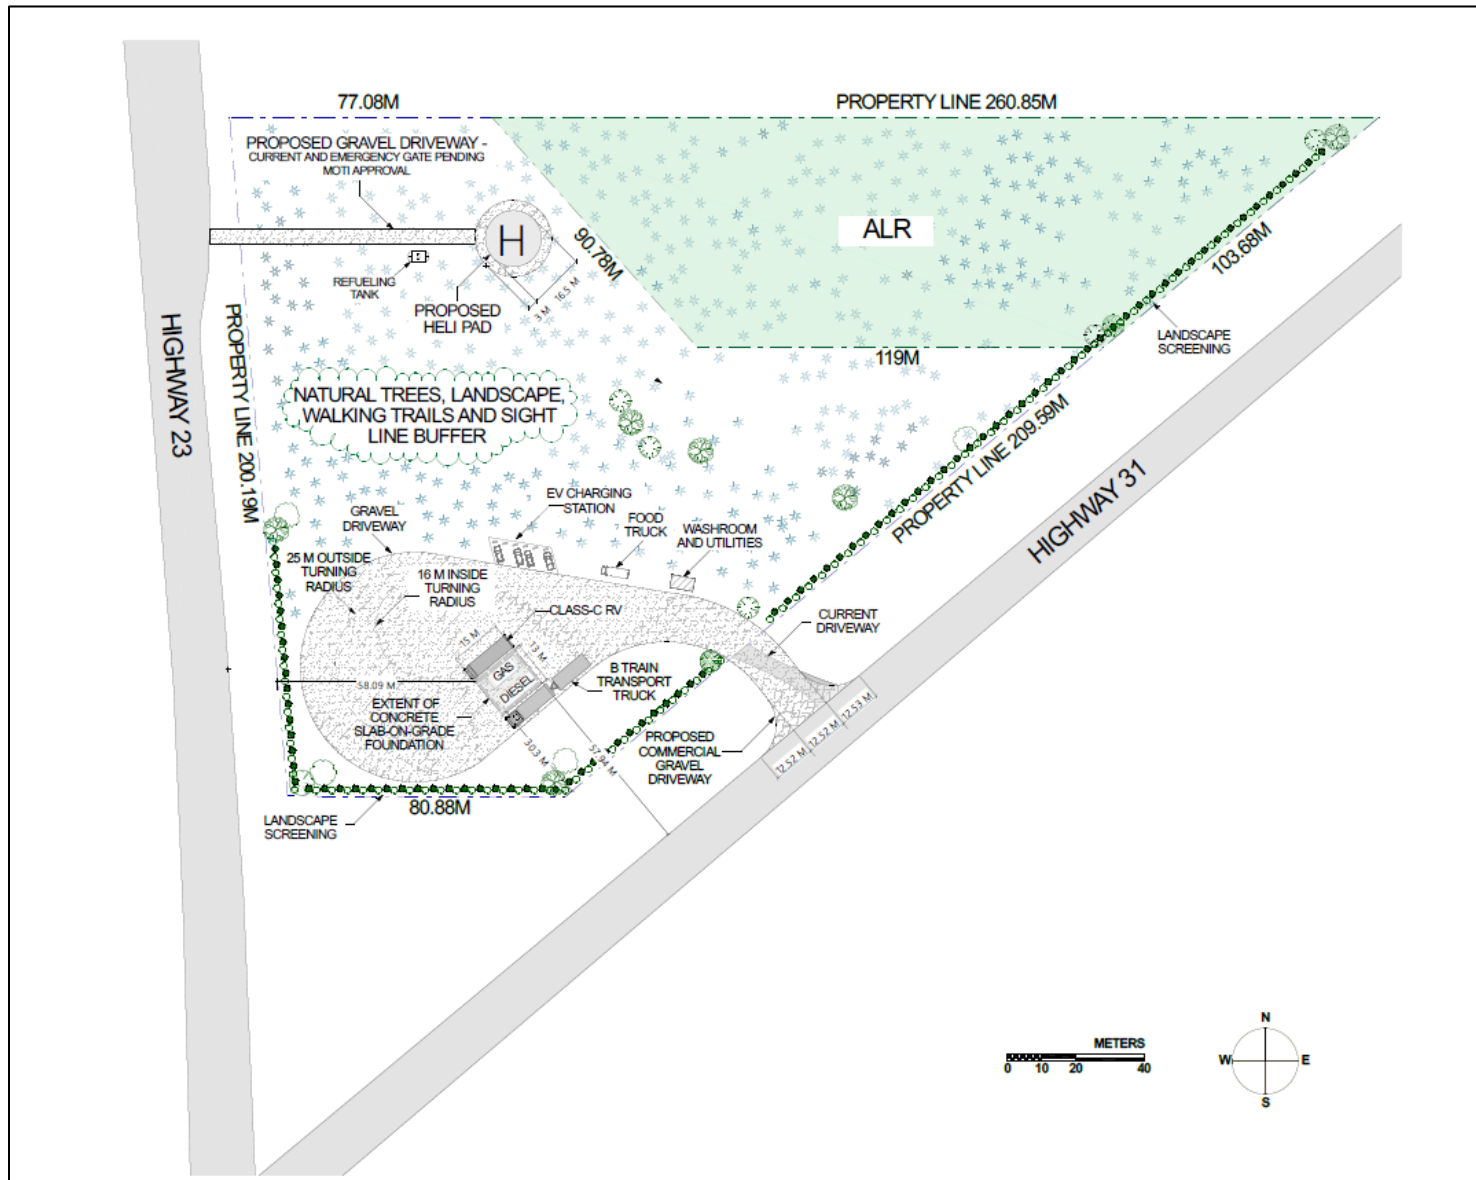 77.08M
PROPERTY LINE 260.85M
PROPOSED GRAVEL DRIVEWAY -
CURRENT AND EMERGENCY GATE PENDING
MOTI APPROVAL
H
ALR
90.78M
103.68M
REFUELING
TANK
PROPOSED
HELI PAD
3 M
16.5 M
HIGHWAY 23
PROPERTY LINE 200.19M
LANDSCAPE
SCREENING
119M
NATURAL TREES, LANDSCAPE,
WALKING TRAILS AND SIGHT
LINE BUFFER
PROPERTY LINE 209.59M
HIGHWAY 31
EV CHARGING
STATION
GRAVEL
DRIVEWAY
FOOD
TRUCK
WASHROOM
AND UTILITIES
25 M OUTSIDE
TURNING
RADIUS
16 M INSIDE
TURNING
RADIUS
CLASS-C RV
CURRENT
DRIVEWAY
15 M
13 M
GAS
DIESEL
B TRAIN
TRANSPORT
TRUCK
58.09 M
EXTENT OF
CONCRETE
SLAB-ON-GRADE
FOUNDATION
30.3 M
57.94 M
PROPOSED
COMMERCIAL
GRAVEL
DRIVEWAY
12.52 M
12.52 M
12.53 M
80.88M
LANDSCAPE
SCREENING
METERS
0 10 20 40
N
W E
S